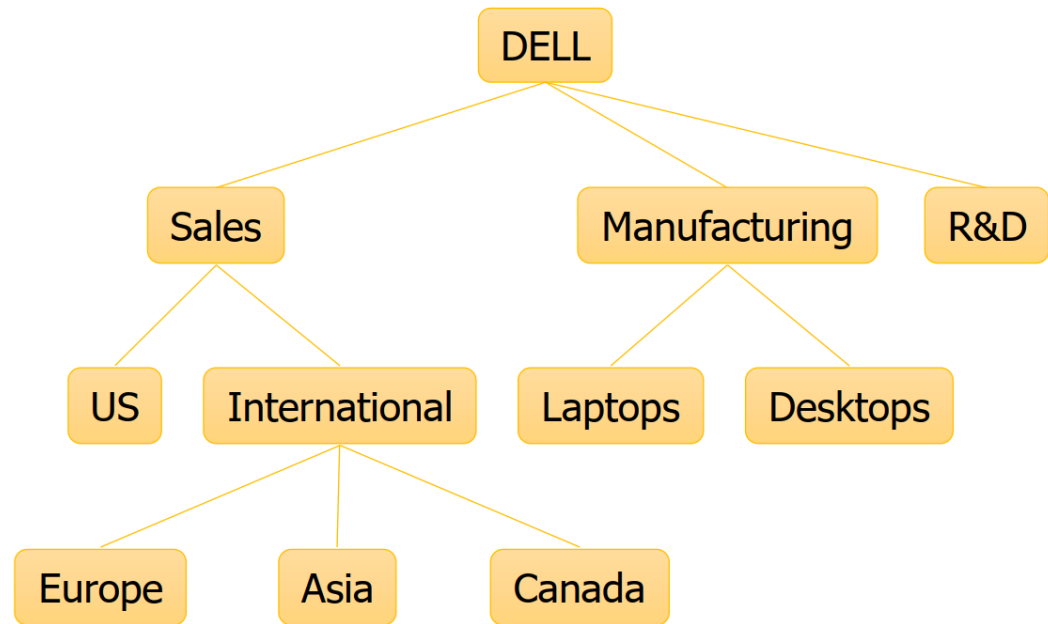 DELL
Sales
Manufacturing
R&D
US
International
Laptops
Desktops
Europe
Asia
Canada